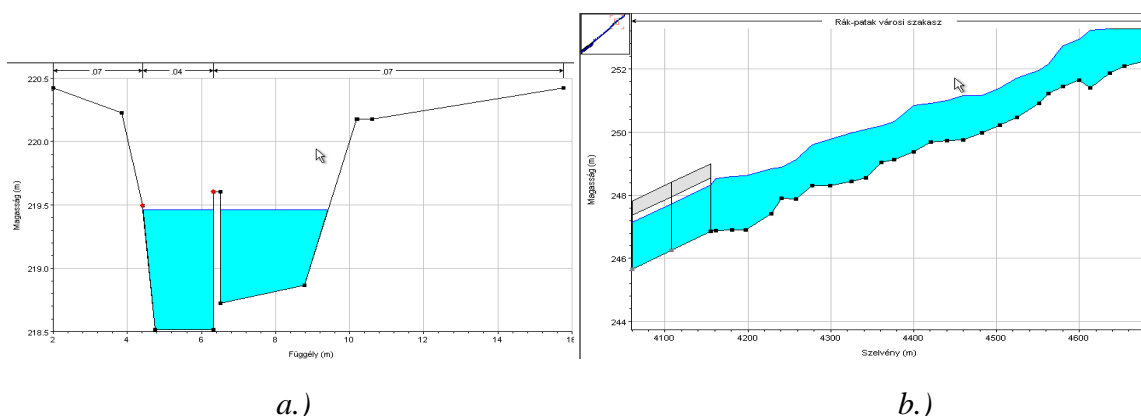 .07 .04 .07
220.5
220.0
219.5
219.0
218.5
2 4 6 8 10 12 14 16
Magasság (m)
Függély (m)
a.)
Rák-patak városi szakasz
252
250
248
246
244
4100 4200 4300 4400 4500 4600
Magasság (m)
Szelvény (m)
b.)